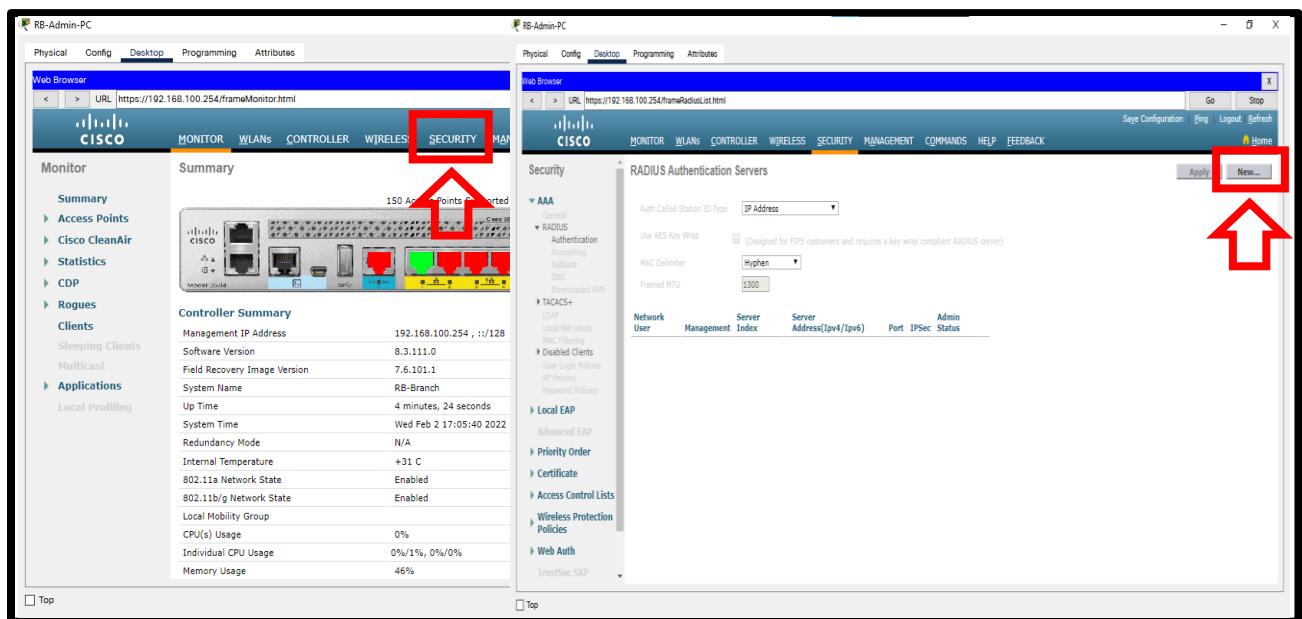 RB-Admin-PC
Physical Config Desktop Programming Attributes
Web Browser
< > URL https://192.168.100.254/frameMonitor.html
CISCO
MONITOR WLANs CONTROLLER WIRELESS SECURITY MAN
Monitor
Summary
Access Points
Cisco CleanAir
Statistics
CDP
Rogues
Clients
Sleeping Clients
Multicast
Applications
Local Profiling
Summary
150 Access Points Supported
CISCO
Model 3504
Controller Summary
Management IP Address 192.168.100.254 , ::/128
Software Version 8.3.111.0
Field Recovery Image Version 7.6.101.1
System Name RB-Branch
Up Time 4 minutes, 24 seconds
System Time Wed Feb 2 17:05:40 2022
Redundancy Mode N/A
Internal Temperature +31 C
802.11a Network State Enabled
802.11b/g Network State Enabled
Local Mobility Group
CPU(s) Usage 0%
Individual CPU Usage 0%/1%, 0%/0%
Memory Usage 46%
Top
RB-Admin-PC
Physical Config Desktop Programming Attributes
Web Browser X
< > URL https://192.168.100.254/frameRadiusList.html Go Stop
Save Configuration Ping Logout Refresh
CISCO
MONITOR WLANs CONTROLLER WIRELESS SECURITY MANAGEMENT COMMANDS HELP FEEDBACK Home
Security
AAA
General
RADIUS
Authentication
Accounting
Fallback
DNS
Downloaded AVP
TACACS+
LDAP
Local Net Users
MAC Filtering
Disabled Clients
User Login Policies
AP Policies
Password Policies
Local EAP
Advanced EAP
Priority Order
Certificate
Access Control Lists
Wireless Protection
Policies
Web Auth
TrustSec SXP
RADIUS Authentication Servers
Apply New...
Auth Called Station ID Type IP Address
Use AES Key Wrap (Designed for FIPS customers and requires a key wrap compliant RADIUS server)
MAC Delimiter Hyphen
Framed MTU 1300
Network Server Server Admin
User Management Index Address(Ipv4/Ipv6) Port IPSec Status
Top